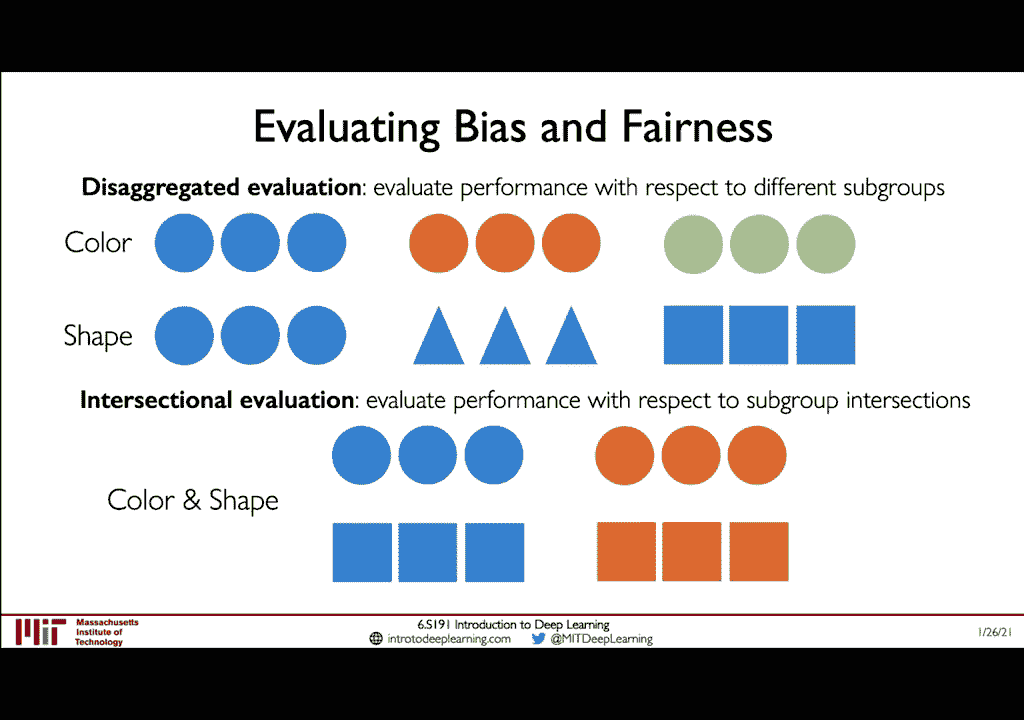 Evaluating Bias and Fairness
Disaggregated evaluation: evaluate performance with respect to different subgroups
Color
Shape
Intersectional evaluation: evaluate performance with respect to subgroup intersections
Color & Shape
Massachusetts
Institute of
Technology
6.S191 Introduction to Deep Learning
introtodeeplearning.com @MITDeepLearning
1/26/21